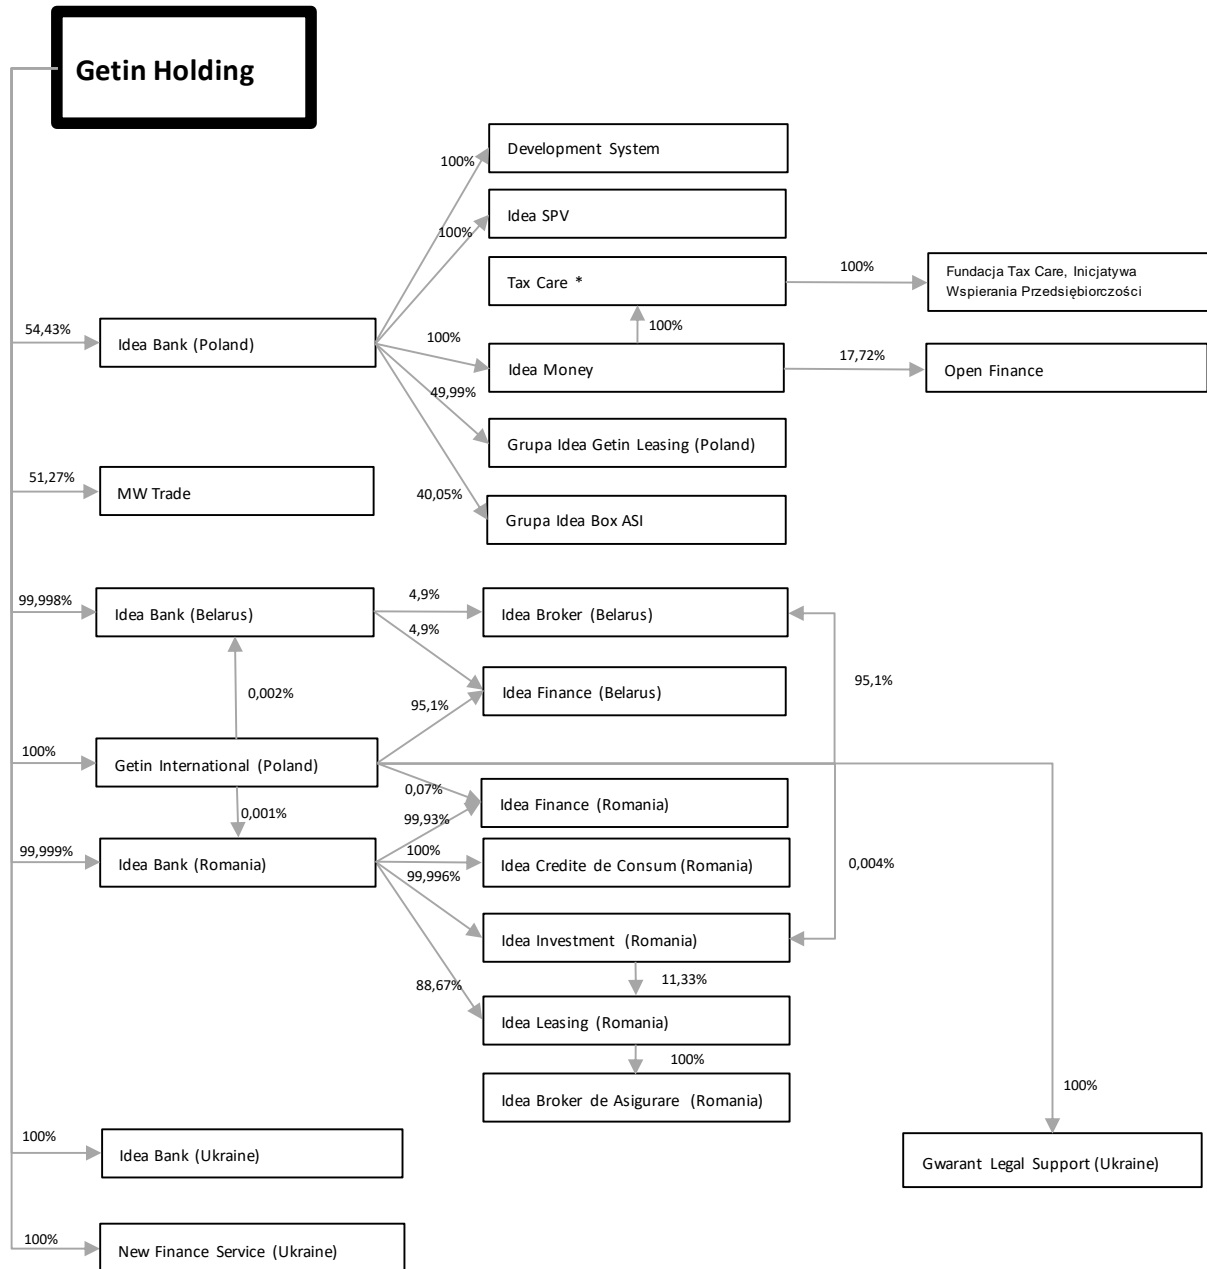 Getin Holding
Development System
100%
Idea SPV
100%
Tax Care *
100%
Fundacja Tax Care, Inicjatywa
Wspierania Przedsiębiorczości
54,43%
Idea Bank (Poland)
100%
100%
Idea Money
17,72%
Open Finance
49,99%
Grupa Idea Getin Leasing (Poland)
51,27%
MW Trade
40,05%
Grupa Idea Box ASI
99,998%
Idea Bank (Belarus)
4,9%
Idea Broker (Belarus)
4,9%
0,002%
95,1%
Idea Finance (Belarus)
95,1%
100%
Getin International (Poland)
0,07%
Idea Finance (Romania)
0,001%
99,93%
99,999%
Idea Bank (Romania)
100%
Idea Credite de Consum (Romania)
0,004%
99,996%
Idea Investment (Romania)
11,33%
88,67%
Idea Leasing (Romania)
100%
Idea Broker de Asigurare (Romania)
100%
100%
Idea Bank (Ukraine)
Gwarant Legal Support (Ukraine)
100%
New Finance Service (Ukraine)